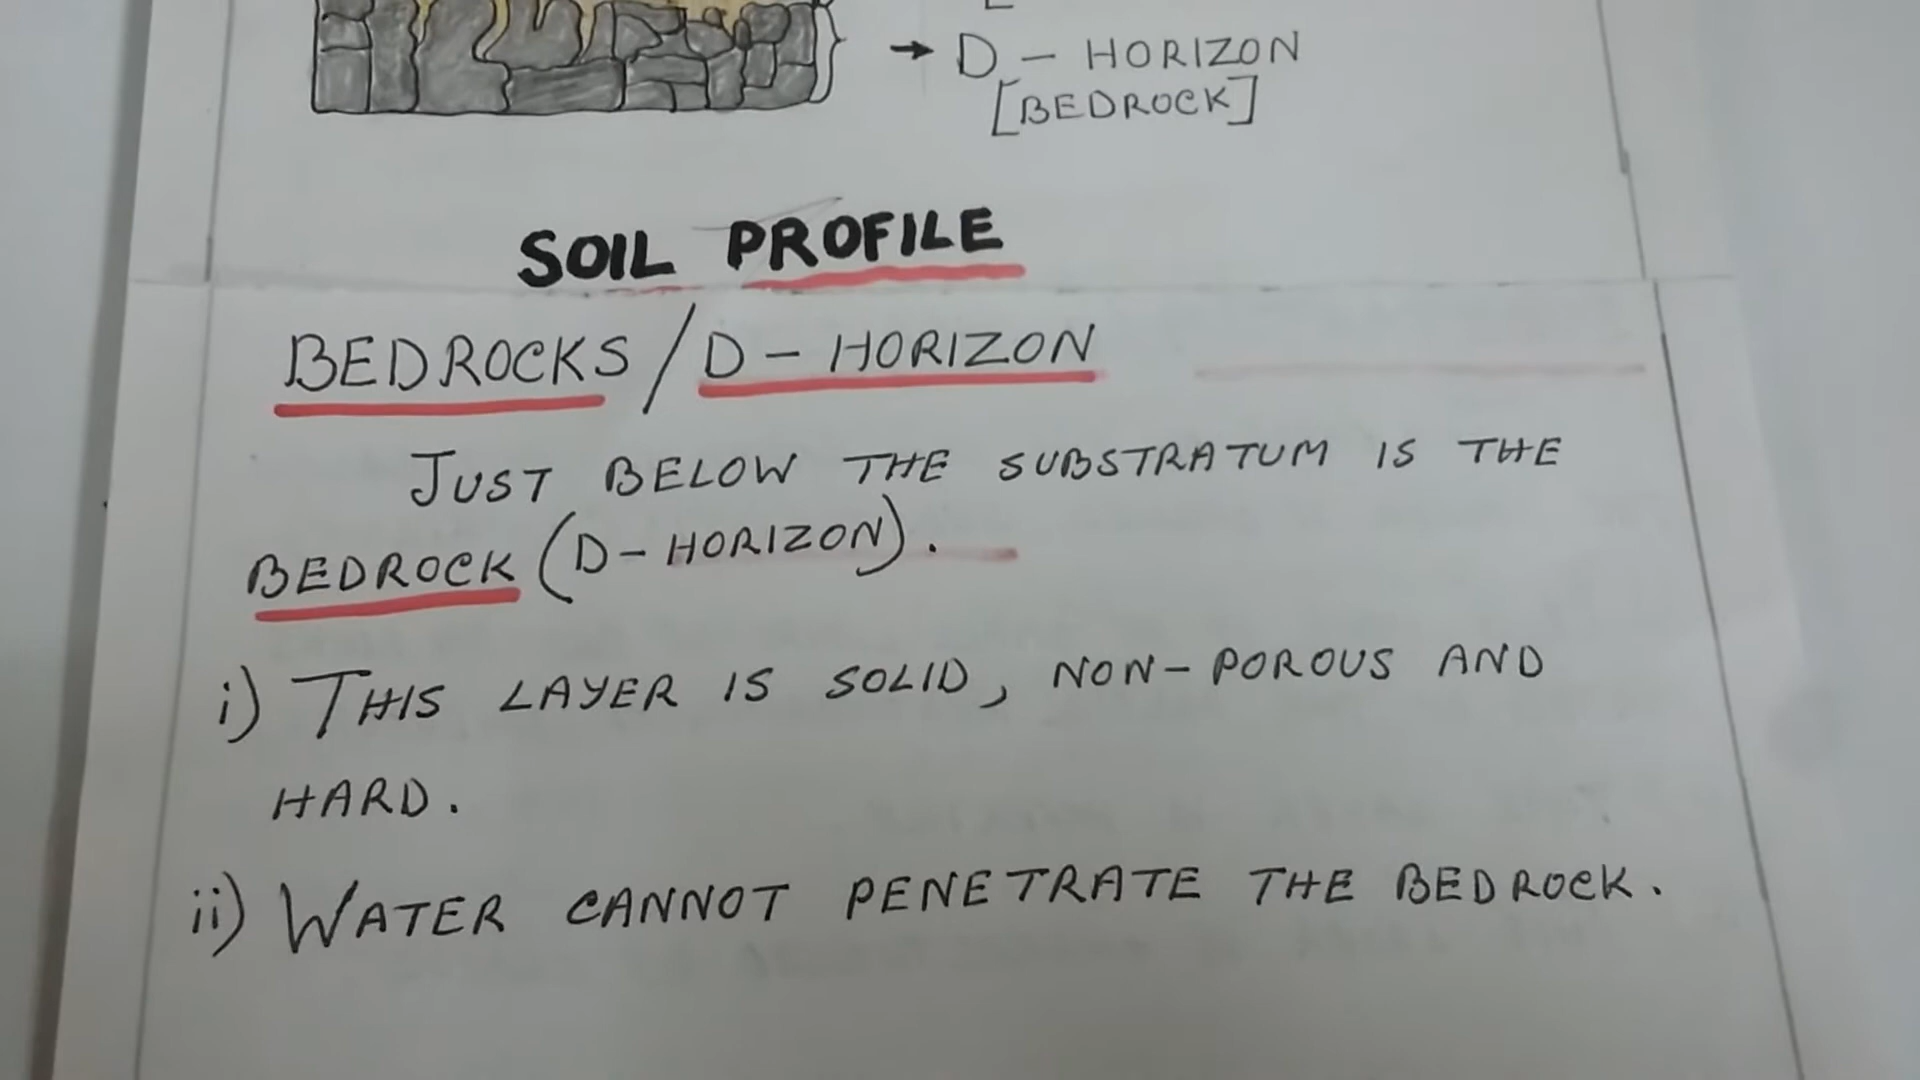 → D - HORIZON
[BEDROCK]
SOIL PROFILE
BEDROCKS / D - HORIZON
JUST BELOW THE SUBSTRATUM IS THE
BEDROCK (D - HORIZON).
i) THIS LAYER IS SOLID, NON-POROUS AND
HARD.
ii) WATER CANNOT PENETRATE THE BEDROCK.